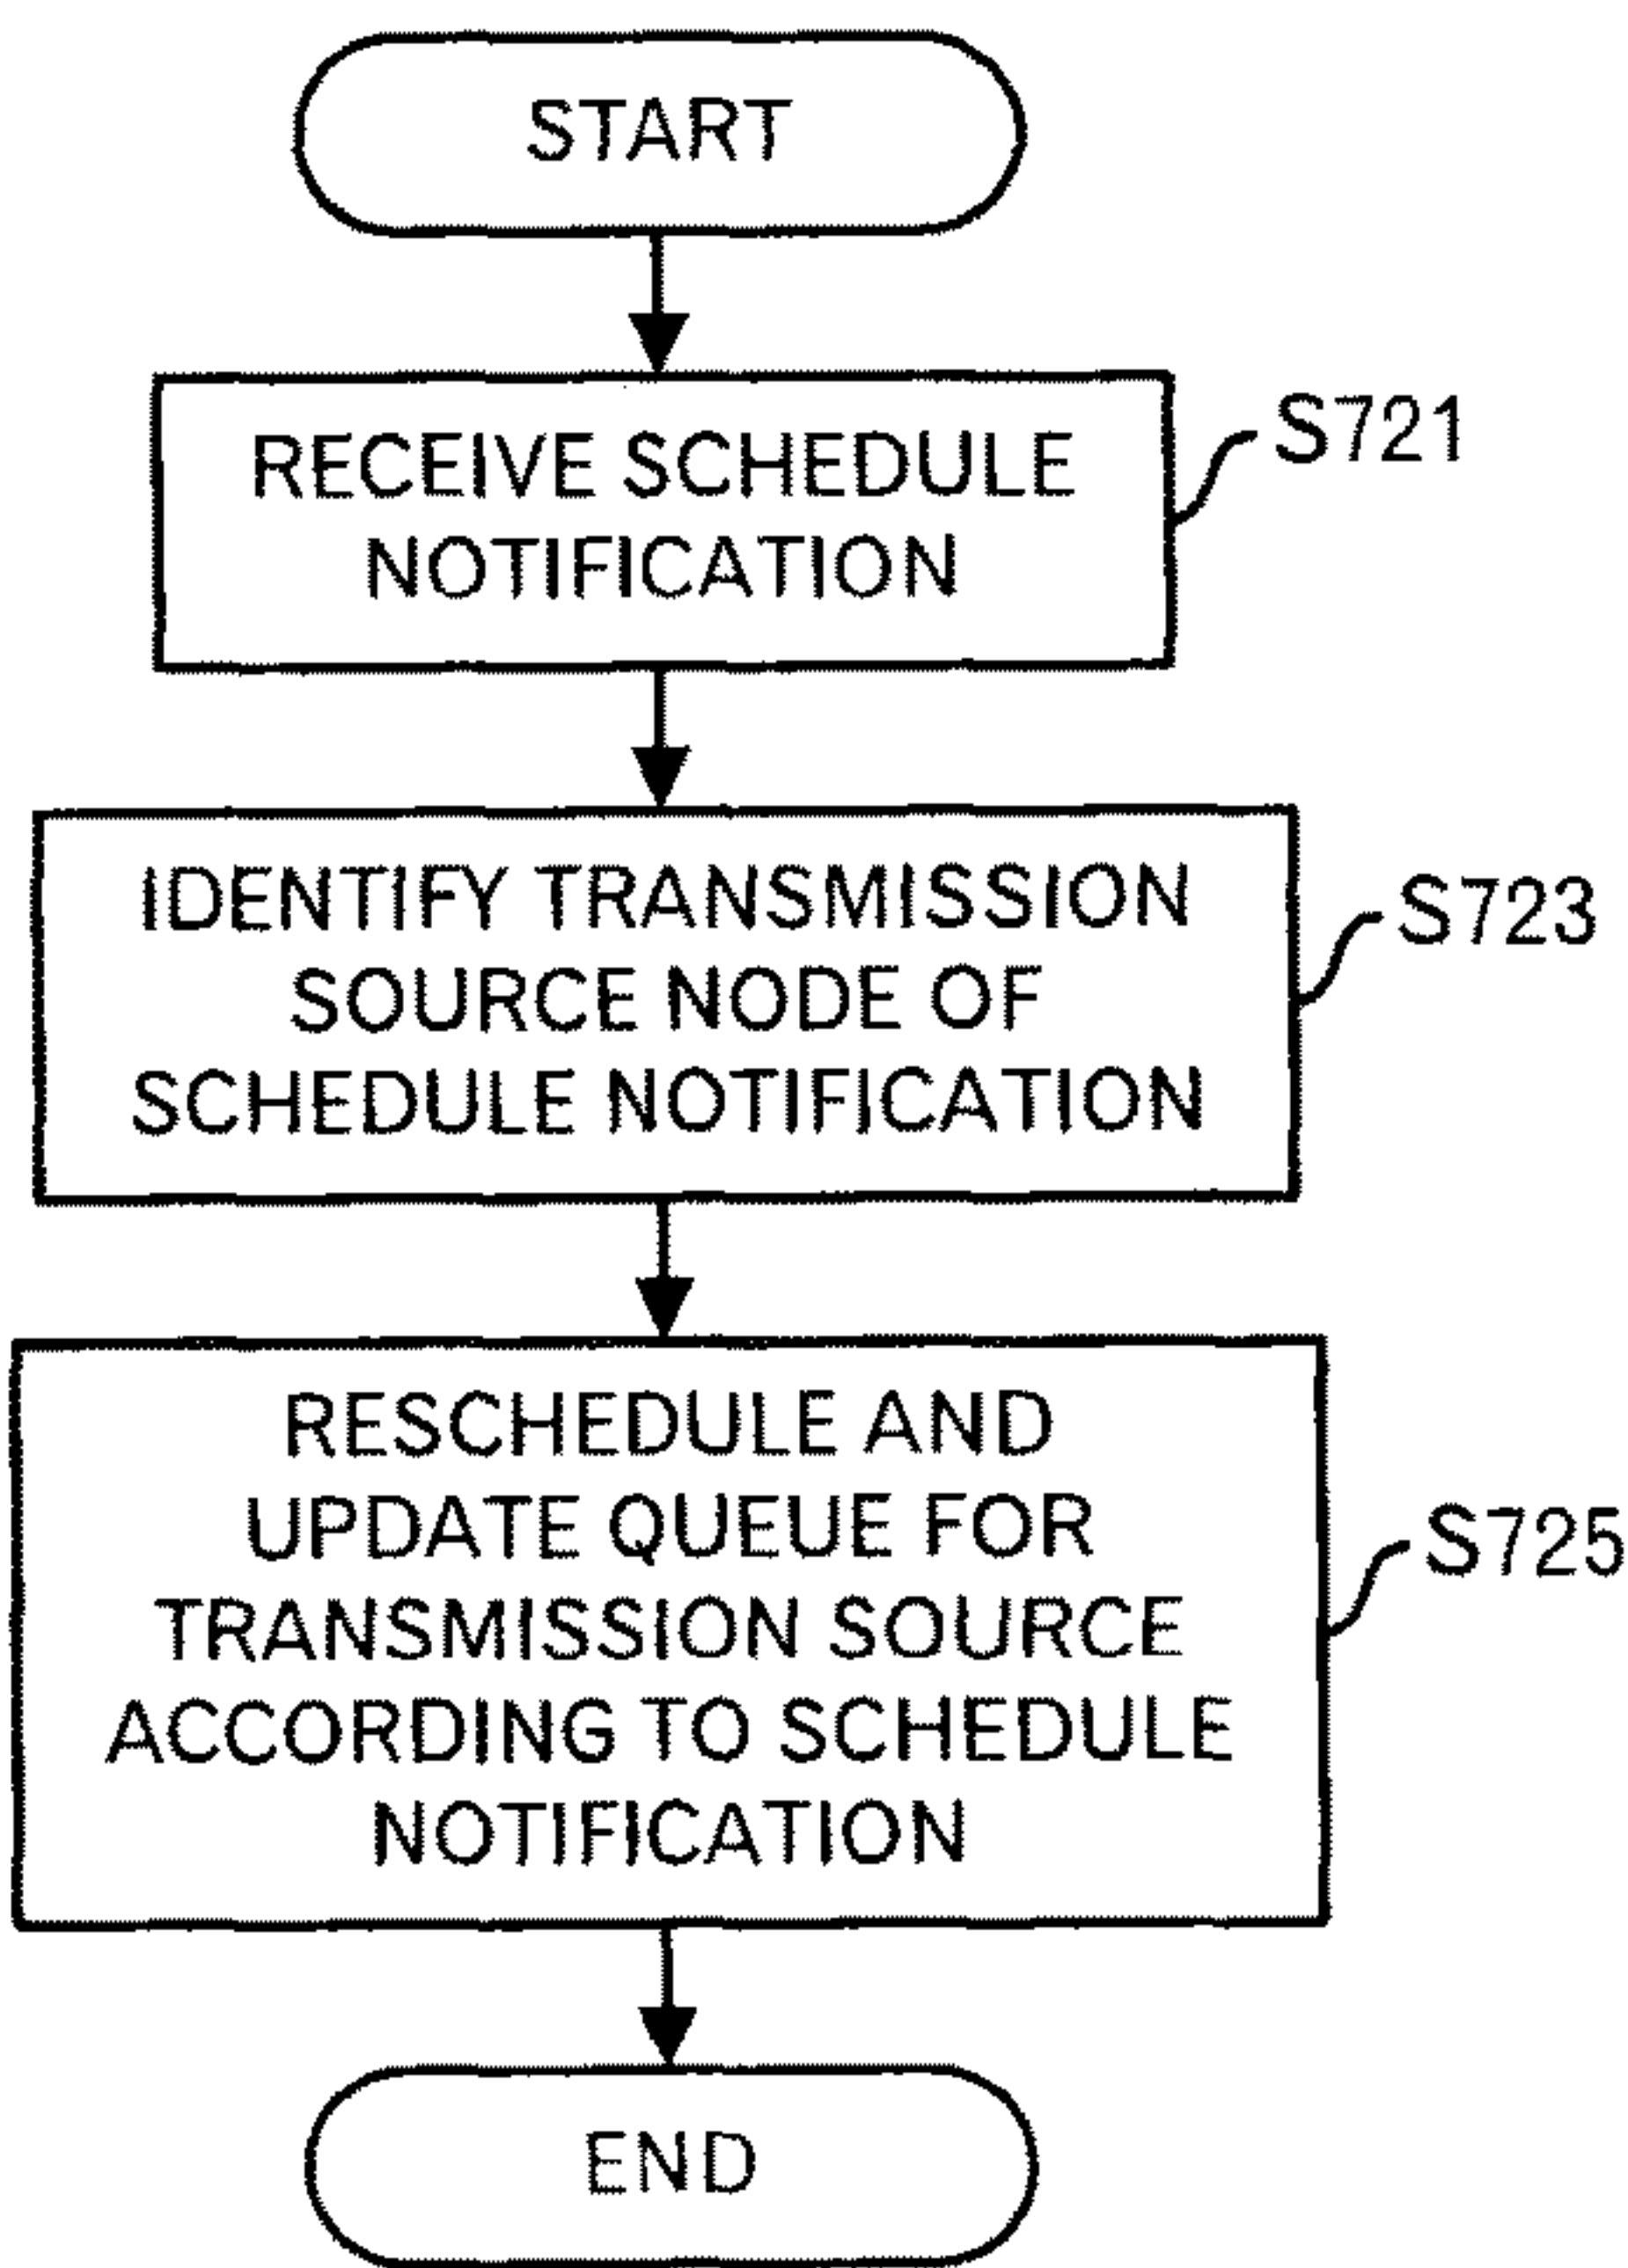 START
RECEIVE SCHEDULE
NOTIFICATION
S721
IDENTIFY TRANSMISSION
SOURCE NODE OF
SCHEDULE NOTIFICATION
S723
RESCHEDULE AND
UPDATE QUEUE FOR
TRANSMISSION SOURCE
ACCORDING TO SCHEDULE
NOTIFICATION
S725
END